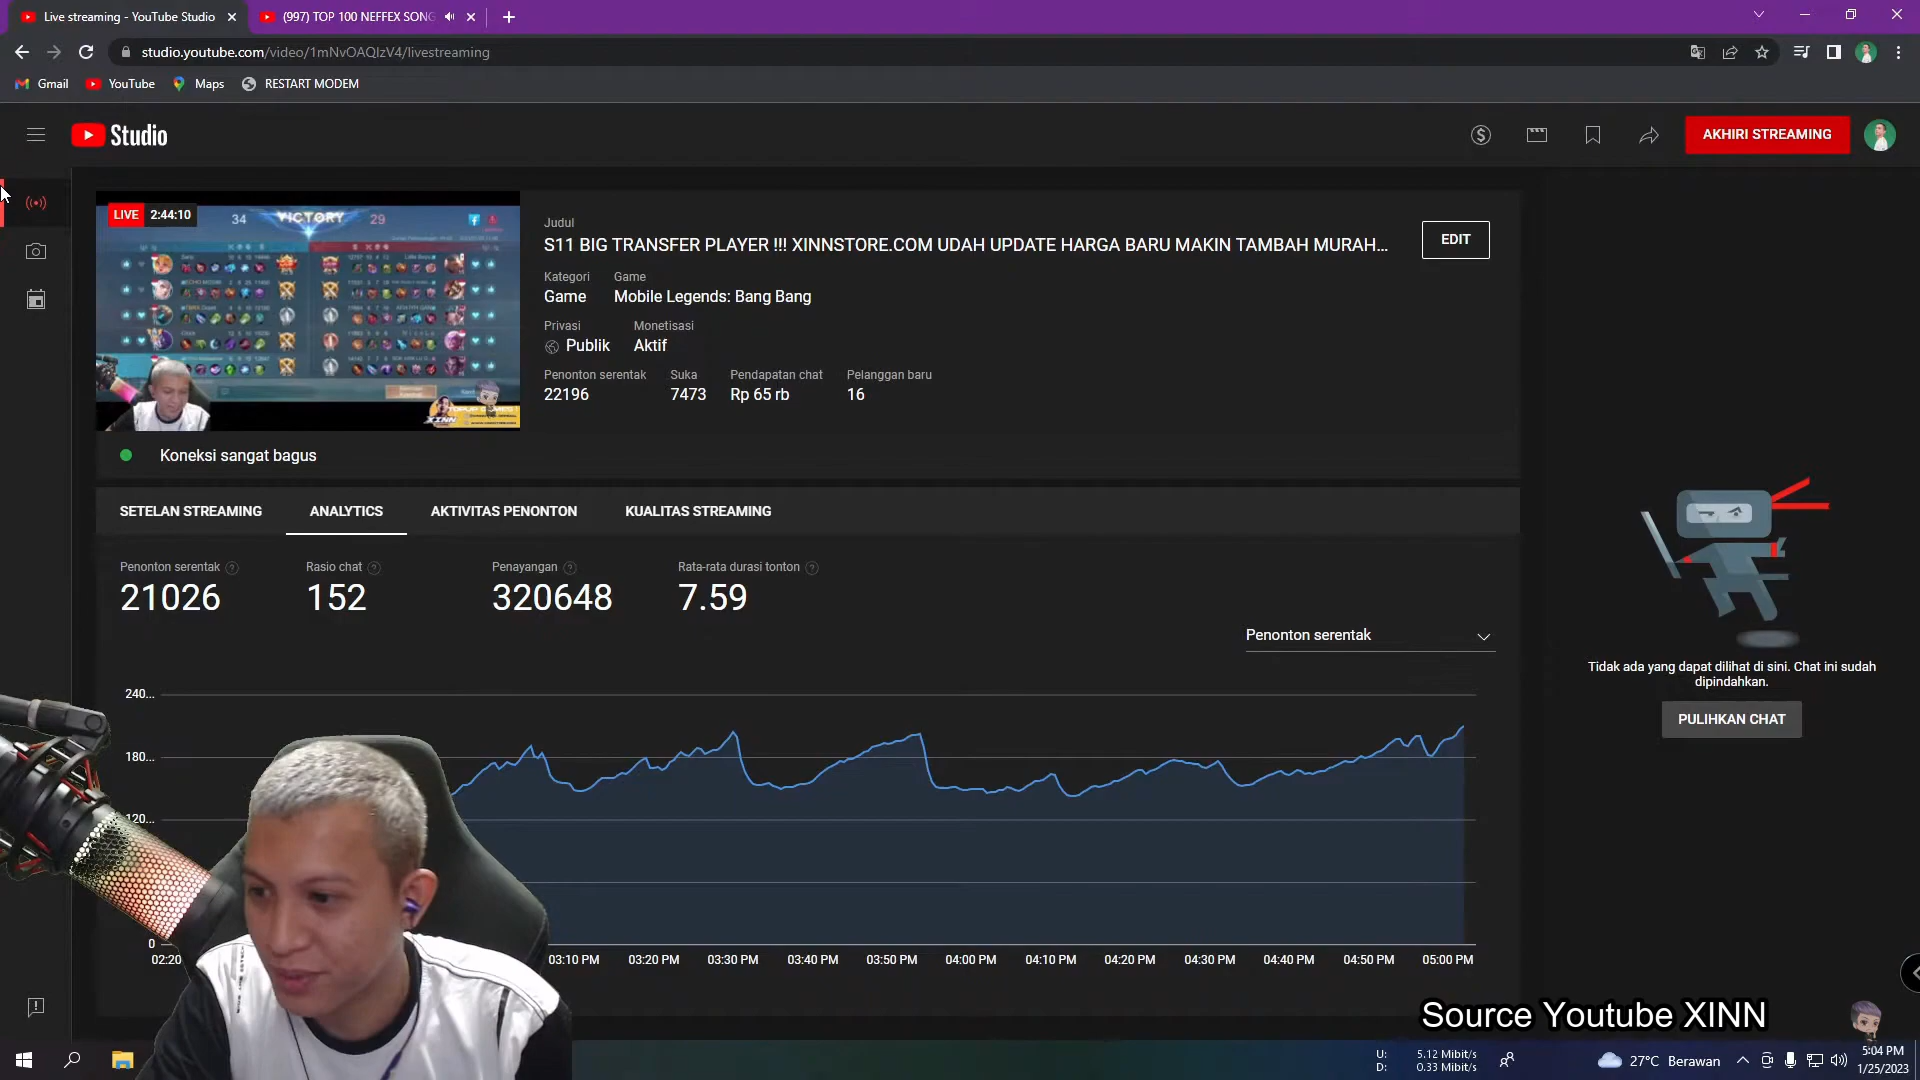 Live streaming - YouTube Studio
(997) TOP 100 NEFFEX SONG
studio.youtube.com/video/1mNvOAQIzV4/livestreaming
Gmail
YouTube
Maps
RESTART MODEM
Studio
AKHIRI STREAMING
LIVE 2:44:10
34 VICTORY 29
Judul
S11 BIG TRANSFER PLAYER !!! XINNSTORE.COM UDAH UPDATE HARGA BARU MAKIN TAMBAH MURAH...
EDIT
Kategori Game
Game Mobile Legends: Bang Bang
Privasi Monetisasi
Publik Aktif
Penonton serentak Suka Pendapatan chat Pelanggan baru
22196 7473 Rp 65 rb 16
XINN
Koneksi sangat bagus
SETELAN STREAMING ANALYTICS AKTIVITAS PENONTON KUALITAS STREAMING
Penonton serentak Rasio chat Penayangan Rata-rata durasi tonton
21026 152 320648 7.59
Penonton serentak
Tidak ada yang dapat dilihat di sini. Chat ini sudah
dipindahkan.
PULIHKAN CHAT
240...
180...
120...
0
02:20 03:10 PM 03:20 PM 03:30 PM 03:40 PM 03:50 PM 04:00 PM 04:10 PM 04:20 PM 04:30 PM 04:40 PM 04:50 PM 05:00 PM
Source Youtube XINN
U: 5.12 Mibit/s
D: 0.33 Mibit/s
27°C Berawan
5:04 PM
1/25/2023